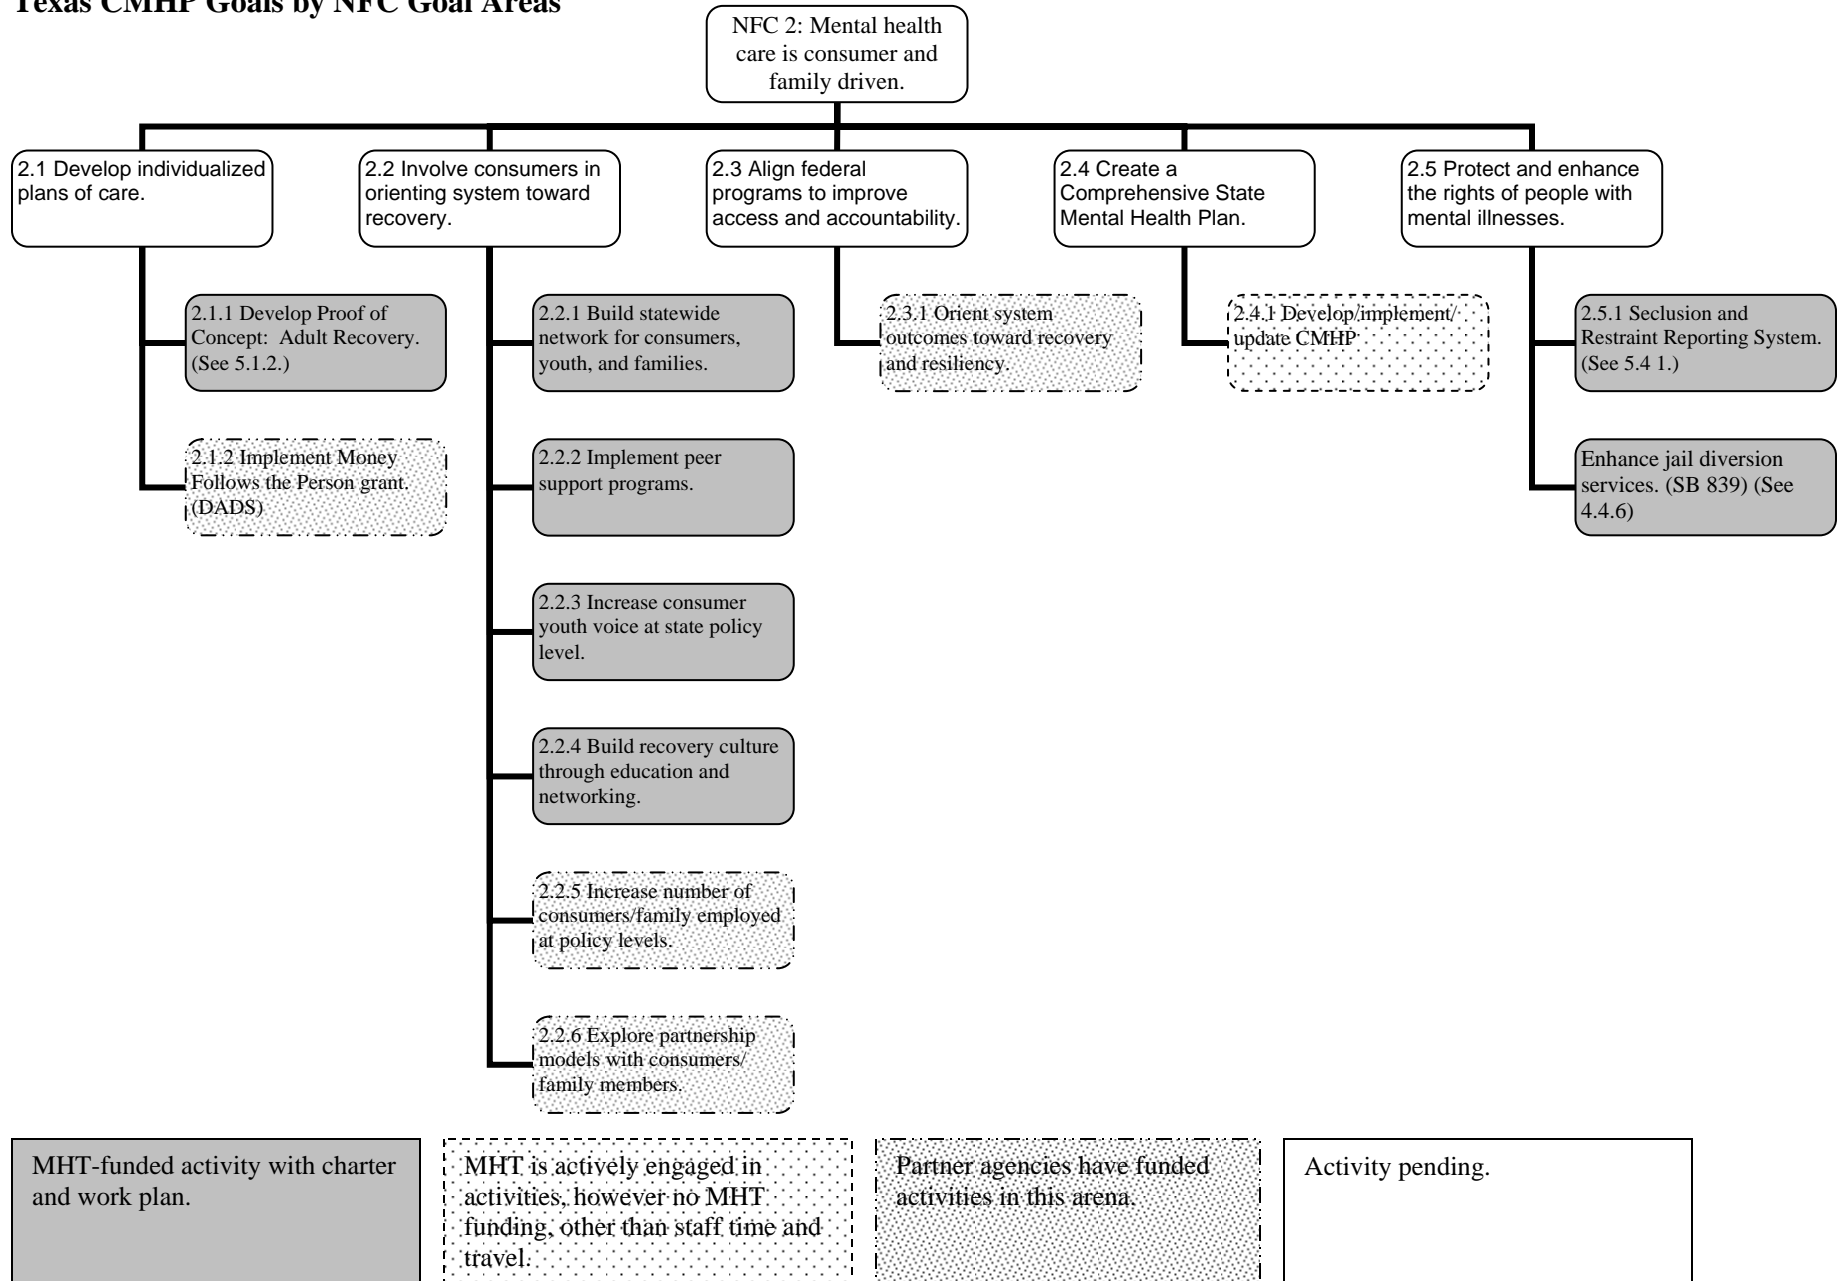 Texas CMHP Goals by NFC Goal Areas
NFC 2: Mental health
care is consumer and
family driven.
2.1 Develop individualized
plans of care.
2.2 Involve consumers in
orienting system toward
recovery.
2.3 Align federal
programs to improve
access and accountability.
2.4 Create a
Comprehensive State
Mental Health Plan.
2.5 Protect and enhance
the rights of people with
mental illnesses.
2.1.1 Develop Proof of
Concept:  Adult Recovery.
(See 5.1.2.)
2.1.2 Implement Money
Follows the Person grant.
(DADS)
2.2.1 Build statewide
network for consumers,
youth, and families.
2.2.2 Implement peer
support programs.
2.2.3 Increase consumer
youth voice at state policy
level.
2.2.4 Build recovery culture
through education and
networking.
2.2.5 Increase number of
consumers/family employed
at policy levels.
2.2.6 Explore partnership
models with consumers/
family members.
2.3.1 Orient system
outcomes toward recovery
and resiliency.
2.4.1 Develop/implement/
update CMHP
2.5.1 Seclusion and
Restraint Reporting System.
(See 5.4 1.)
Enhance jail diversion
services. (SB 839) (See
4.4.6)
MHT-funded activity with charter
and work plan.
MHT is actively engaged in
activities, however no MHT
funding, other than staff time and
travel.
Partner agencies have funded
activities in this arena.
Activity pending.